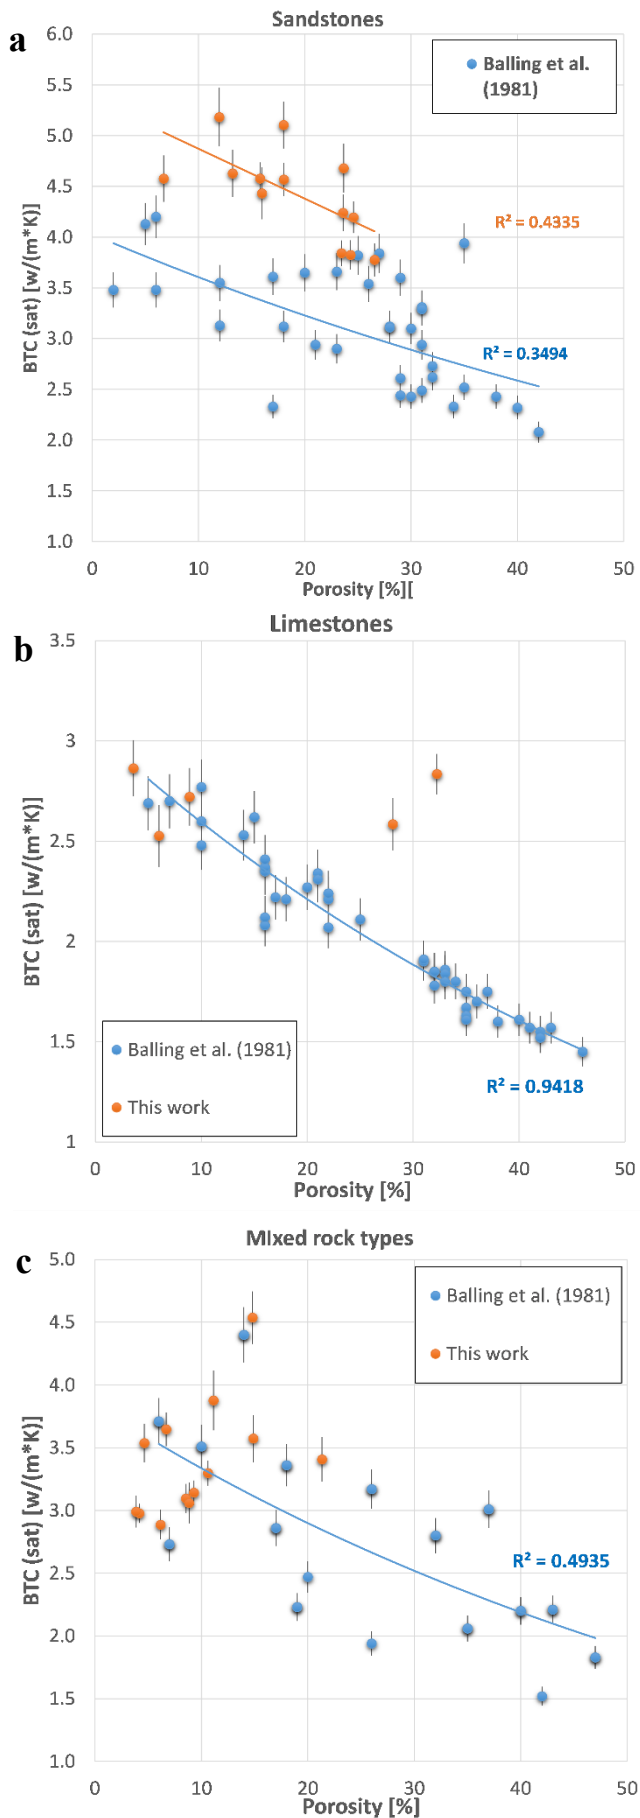 a
Sandstones
6.0
Balling et al.
(1981)
5.5
5.0
4.5
R² = 0.4335
4.0
3.5
3.0
R² = 0.3494
2.5
2.0
1.5
1.0
BTC (sat) [w/(m*K)]
0 10 20 30 40 50
Porosity [%][
b
Limestones
3.5
3
2.5
2
1.5
1
BTC (sat) [w/(m*K)]
Balling et al. (1981)
This work
R² = 0.9418
0 10 20 30 40 50
Porosity [%]
c
MIxed rock types
5.0
Balling et al. (1981)
This work
4.5
4.0
3.5
3.0
R² = 0.4935
2.5
2.0
1.5
1.0
BTC (sat) [w/(m*K)]
0 10 20 30 40 50
Porosity [%]